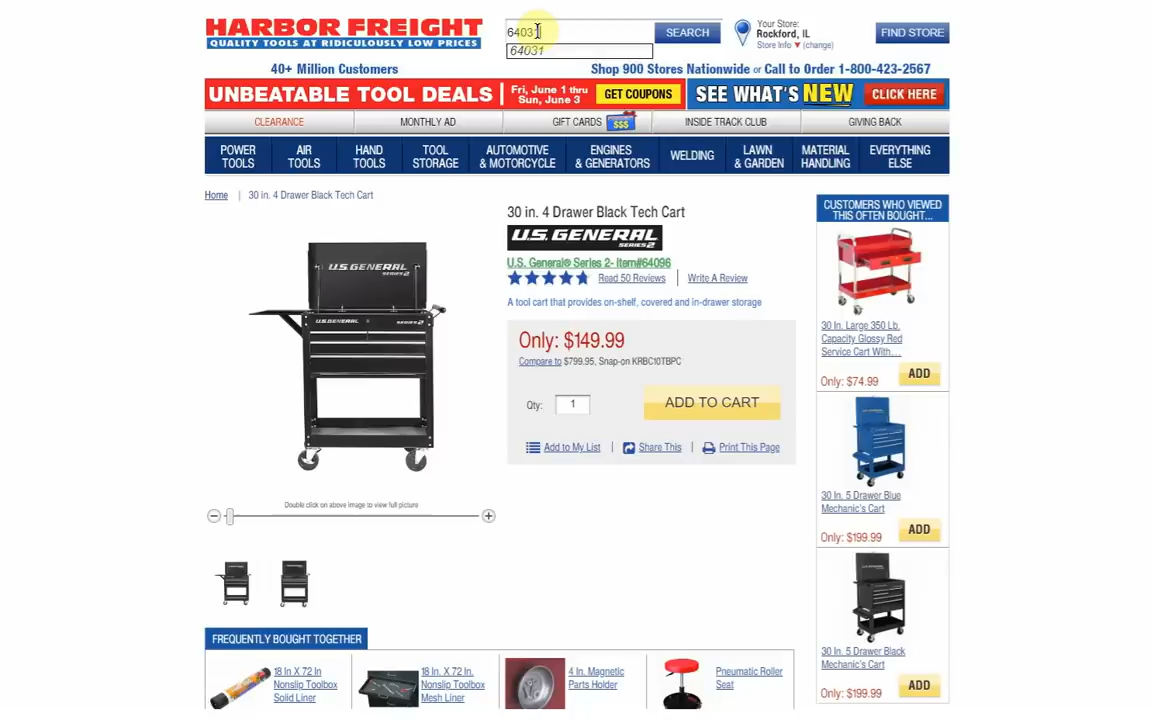 HARBOR FREIGHT
QUALITY TOOLS AT RIDICULOUSLY LOW PRICES
64031
64031
SEARCH
Your Store:
Rockford, IL
Store Info ▼ (change)
FIND STORE
40+ Million Customers
Shop 900 Stores Nationwide or Call to Order 1-800-423-2567
UNBEATABLE TOOL DEALS
Fri, June 1 thru
Sun, June 3
GET COUPONS
SEE WHAT'S NEW
CLICK HERE
CLEARANCE
MONTHLY AD
GIFT CARDS
$$$
INSIDE TRACK CLUB
GIVING BACK
POWER
TOOLS
AIR
TOOLS
HAND
TOOLS
TOOL
STORAGE
AUTOMOTIVE
& MOTORCYCLE
ENGINES
& GENERATORS
WELDING
LAWN
& GARDEN
MATERIAL
HANDLING
EVERYTHING
ELSE
Home | 30 in. 4 Drawer Black Tech Cart
30 in. 4 Drawer Black Tech Cart
U.S. GENERAL
SERIES 2
U.S. General® Series 2- Item#64096
Read 50 Reviews | Write A Review
A tool cart that provides on-shelf, covered and in-drawer storage
Only: $149.99
Compare to $799.95, Snap-on KRBC10TBPC
Qty: 1
ADD TO CART
Add to My List | Share This | Print This Page
U.S. GENERAL
SERIES 2
U.S. GENERAL
SERIES 2
Double click on above image to view full picture
CUSTOMERS WHO VIEWED
THIS OFTEN BOUGHT...
30 In. Large 350 Lb.
Capacity Glossy Red
Service Cart With...
Only: $74.99
ADD
30 In. 5 Drawer Blue
Mechanic's Cart
Only: $199.99
ADD
30 In. 5 Drawer Black
Mechanic's Cart
Only: $199.99
ADD
FREQUENTLY BOUGHT TOGETHER
18 In X 72 In
Nonslip Toolbox
Solid Liner
18 In. X 72 In.
Nonslip Toolbox
Mesh Liner
4 In. Magnetic
Parts Holder
Pneumatic Roller
Seat